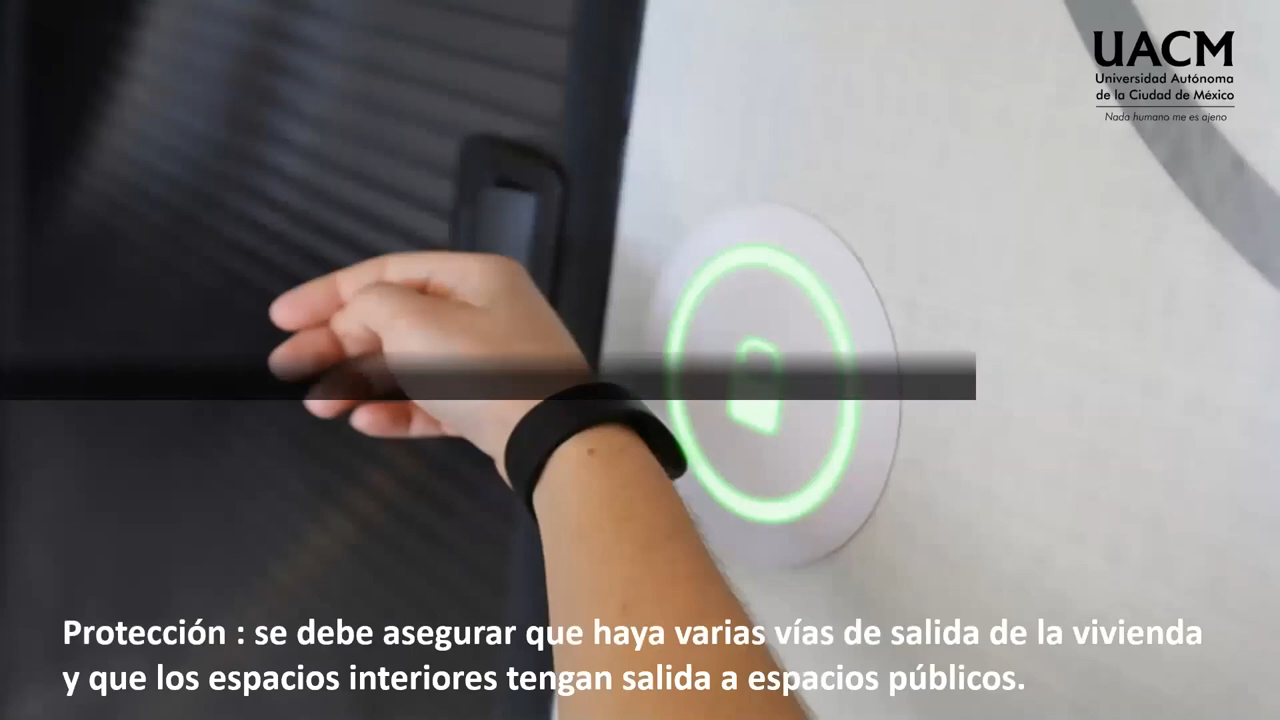 UACM
Universidad Autónoma
de la Ciudad de México
Nada humano me es ajeno
Protección : se debe asegurar que haya varias vías de salida de la vivienda
y que los espacios interiores tengan salida a espacios públicos.